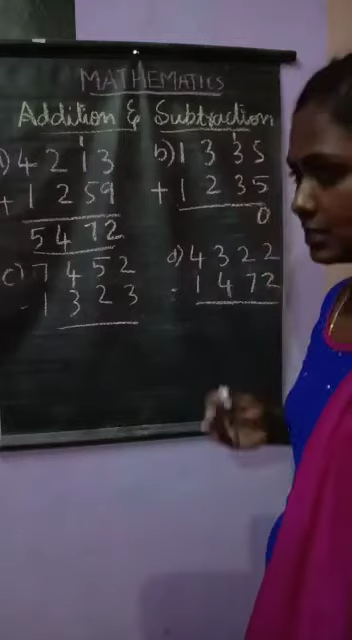 MATHEMATICS
Addition & Subtraction
a) 4 2 1 3
1
+ 1 2 5 9
5 4 7 2
b) 1 3 3 5
1
+ 1 2 3 5
0
c) 7 4 5 2
- 1 3 2 3
d) 4 3 2 2
- 1 4 7 2